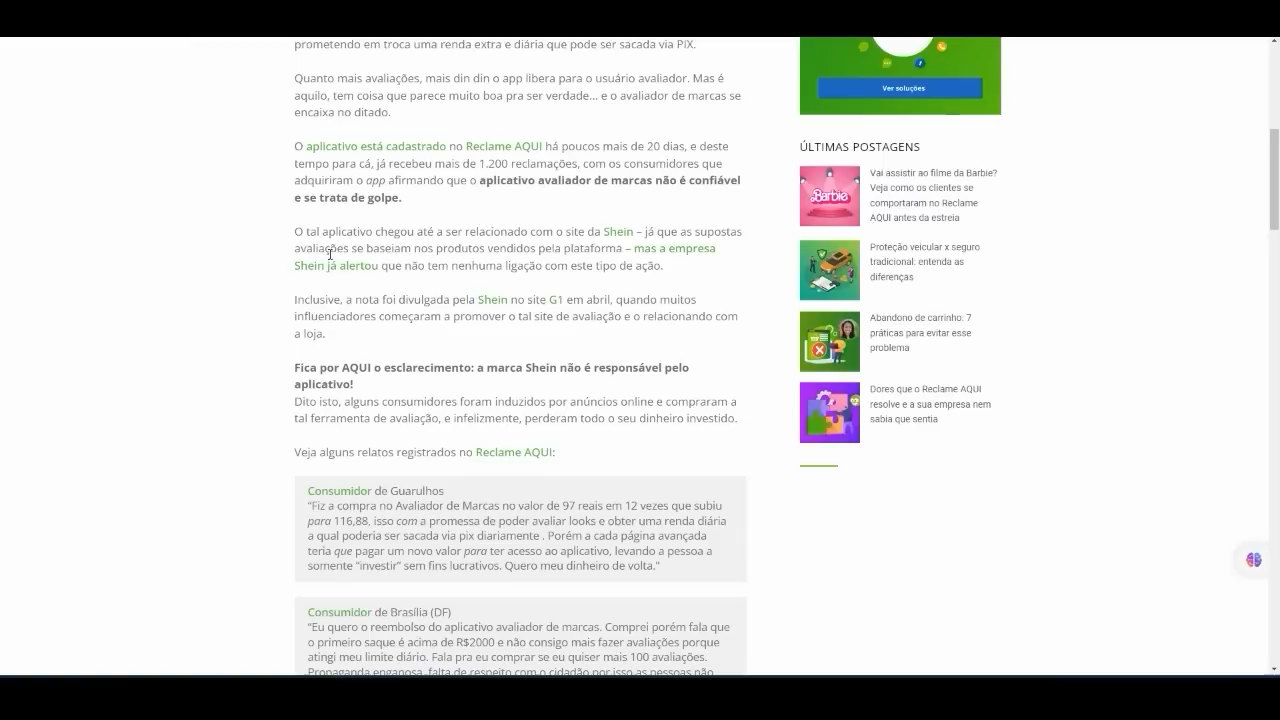 prometendo em troca uma renda extra e diária que pode ser sacada via PIX.
Quanto mais avaliações, mais din din o app libera para o usuário avaliador. Mas é
aquilo, tem coisa que parece muito boa pra ser verdade... e o avaliador de marcas se
encaixa no ditado.
O aplicativo está cadastrado no Reclame AQUI há poucos mais de 20 dias, e deste
tempo para cá, já recebeu mais de 1.200 reclamações, com os consumidores que
adquiriram o app afirmando que o aplicativo avaliador de marcas não é confiável
e se trata de golpe.
O tal aplicativo chegou até a ser relacionado com o site da Shein – já que as supostas
avaliações se baseiam nos produtos vendidos pela plataforma – mas a empresa
Shein já alertou que não tem nenhuma ligação com este tipo de ação.
Inclusive, a nota foi divulgada pela Shein no site G1 em abril, quando muitos
influenciadores começaram a promover o tal site de avaliação e o relacionando com
a loja.
Fica por AQUI o esclarecimento: a marca Shein não é responsável pelo
aplicativo!
Dito isto, alguns consumidores foram induzidos por anúncios online e compraram a
tal ferramenta de avaliação, e infelizmente, perderam todo o seu dinheiro investido.
Veja alguns relatos registrados no Reclame AQUI:
Consumidor de Guarulhos
“Fiz a compra no Avaliador de Marcas no valor de 97 reais em 12 vezes que subiu
para 116,88, isso com a promessa de poder avaliar looks e obter uma renda diária
a qual poderia ser sacada via pix diariamente . Porém a cada página avançada
teria que pagar um novo valor para ter acesso ao aplicativo, levando a pessoa a
somente “investir” sem fins lucrativos. Quero meu dinheiro de volta.”
Consumidor de Brasília (DF)
“Eu quero o reembolso do aplicativo avaliador de marcas. Comprei porém fala que
o primeiro saque é acima de R$2000 e não consigo mais fazer avaliações porque
atingi meu limite diário. Fala pra eu comprar se eu quiser mais 100 avaliações.
Propaganda enganosa, falta de respeito com o cidadão por isso as pessoas não
Ver soluções
ÚLTIMAS POSTAGENS
Barbie
Vai assistir ao filme da Barbie?
Veja como os clientes se
comportaram no Reclame
AQUI antes da estreia
Proteção veicular x seguro
tradicional: entenda as
diferenças
Abandono de carrinho: 7
práticas para evitar esse
problema
Dores que o Reclame AQUI
resolve e a sua empresa nem
sabia que sentia